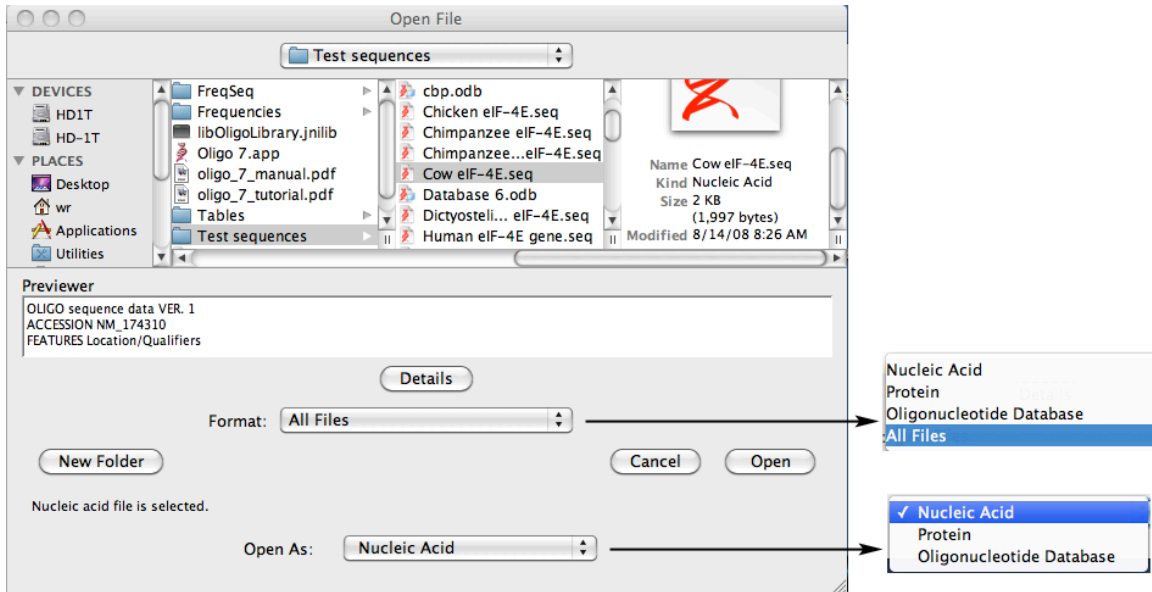 Open File
Test sequences
DEVICES
HD1T
HD-1T
PLACES
Desktop
wr
Applications
Utilities
FreqSeq
Frequencies
libOligoLibrary.jnilib
Oligo 7.app
oligo_7_manual.pdf
oligo_7_tutorial.pdf
Tables
Test sequences
cbp.odb
Chicken eIF-4E.seq
Chimpanzee eIF-4E.seq
Chimpanzee...eIF-4E.seq
Cow eIF-4E.seq
Database 6.odb
Dictyosteli... eIF-4E.seq
Human eIF-4E gene.seq
Name Cow eIF-4E.seq
Kind Nucleic Acid
Size 2 KB
(1,997 bytes)
Modified 8/14/08 8:26 AM
Previewer
OLIGO sequence data VER. 1
ACCESSION NM_174310
FEATURES Location/Qualifiers
Details
Format: All Files
New Folder
Cancel
Open
Nucleic acid file is selected.
Open As: Nucleic Acid
Nucleic Acid
Protein
Oligonucleotide Database
All Files
✓ Nucleic Acid
Protein
Oligonucleotide Database